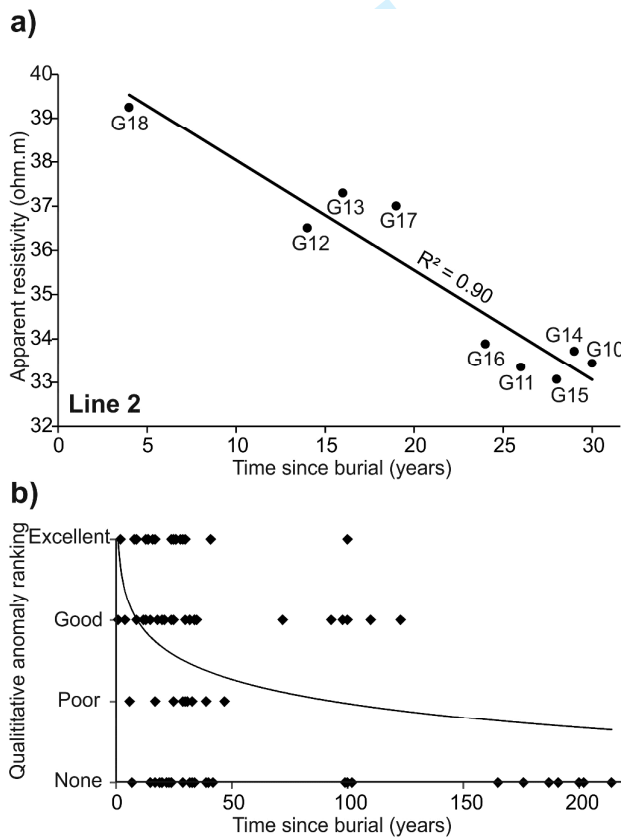 a)
Apparent resistivity (ohm.m)
40
39
38
37
36
35
34
33
32
G18
G12
G13
G17
R² = 0.90
G16
G11
G14
G10
G15
Line 2
0 5 10 15 20 25 30
Time since burial (years)
b)
Qualititative anomaly ranking
Excellent
Good
Poor
None
0 50 100 150 200
Time since burial (years)